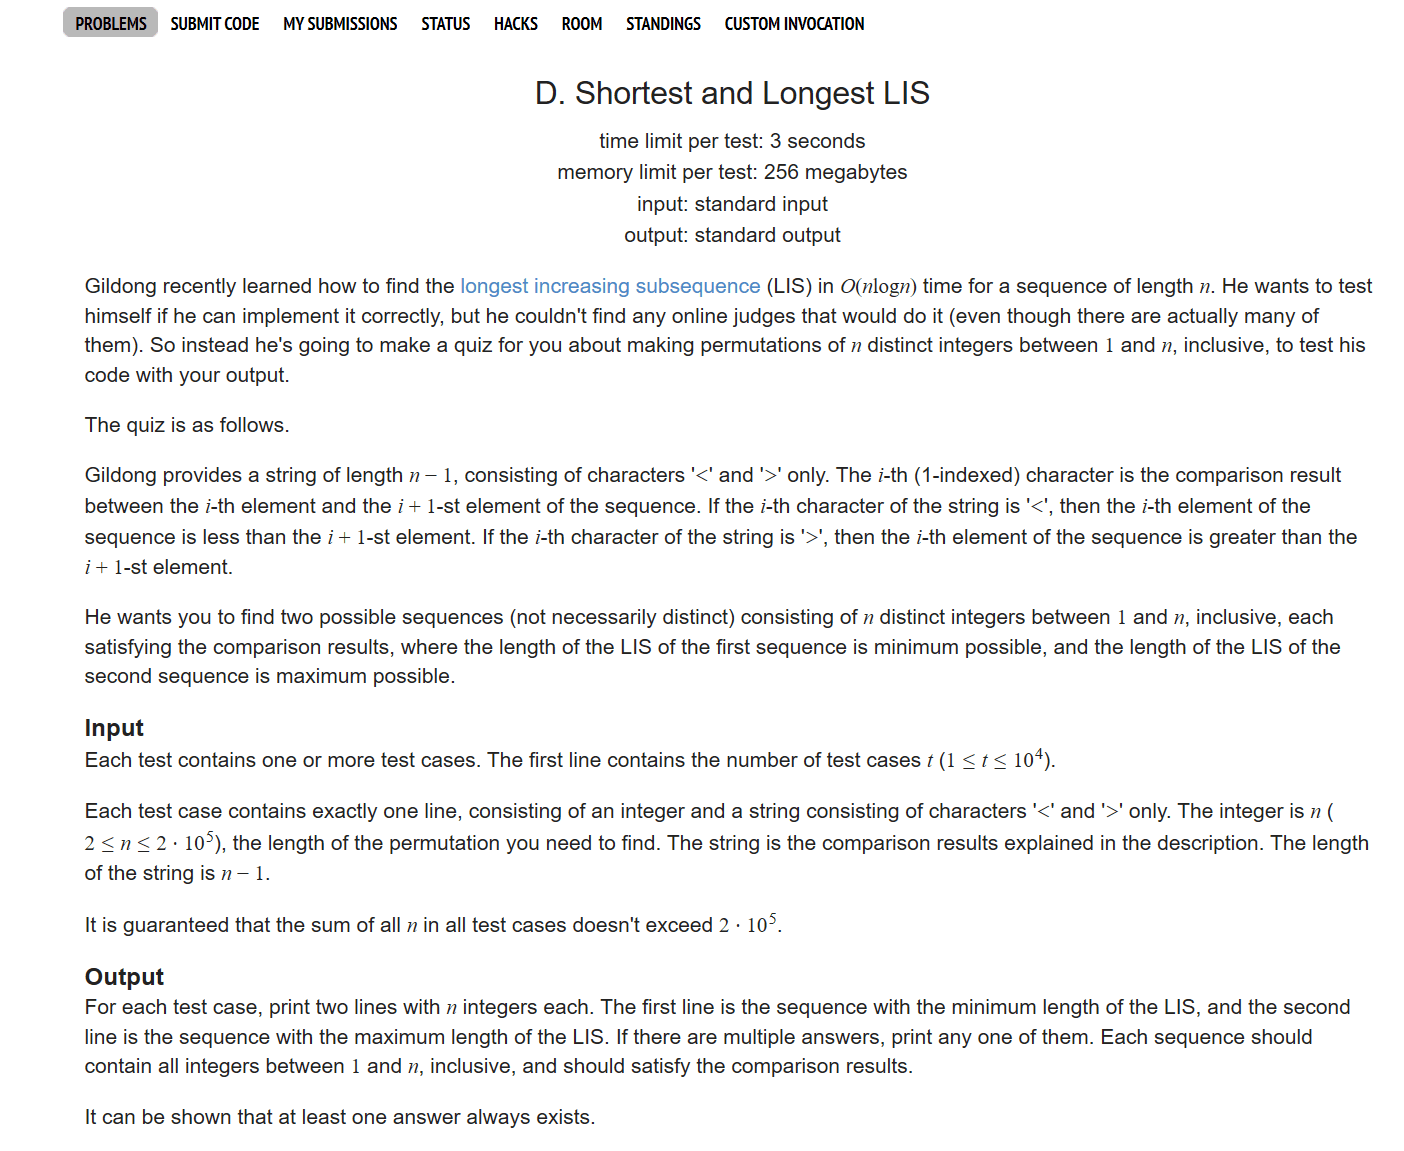 PROBLEMS SUBMIT CODE MY SUBMISSIONS STATUS HACKS ROOM STANDINGS CUSTOM INVOCATION
D. Shortest and Longest LIS
time limit per test: 3 seconds
memory limit per test: 256 megabytes
input: standard input
output: standard output
Gildong recently learned how to find the longest increasing subsequence (LIS) in O(nlogn) time for a sequence of length n. He wants to test
himself if he can implement it correctly, but he couldn't find any online judges that would do it (even though there are actually many of
them). So instead he's going to make a quiz for you about making permutations of n distinct integers between 1 and n, inclusive, to test his
code with your output.
The quiz is as follows.
Gildong provides a string of length n − 1, consisting of characters '<' and '>' only. The i-th (1-indexed) character is the comparison result
between the i-th element and the i + 1-st element of the sequence. If the i-th character of the string is '<', then the i-th element of the
sequence is less than the i + 1-st element. If the i-th character of the string is '>', then the i-th element of the sequence is greater than the
i + 1-st element.
He wants you to find two possible sequences (not necessarily distinct) consisting of n distinct integers between 1 and n, inclusive, each
satisfying the comparison results, where the length of the LIS of the first sequence is minimum possible, and the length of the LIS of the
second sequence is maximum possible.
Input
Each test contains one or more test cases. The first line contains the number of test cases t (1 ≤ t ≤ 10⁴).
Each test case contains exactly one line, consisting of an integer and a string consisting of characters '<' and '>' only. The integer is n (
2 ≤ n ≤ 2 · 10⁵), the length of the permutation you need to find. The string is the comparison results explained in the description. The length
of the string is n − 1.
It is guaranteed that the sum of all n in all test cases doesn't exceed 2 · 10⁵.
Output
For each test case, print two lines with n integers each. The first line is the sequence with the minimum length of the LIS, and the second
line is the sequence with the maximum length of the LIS. If there are multiple answers, print any one of them. Each sequence should
contain all integers between 1 and n, inclusive, and should satisfy the comparison results.
It can be shown that at least one answer always exists.